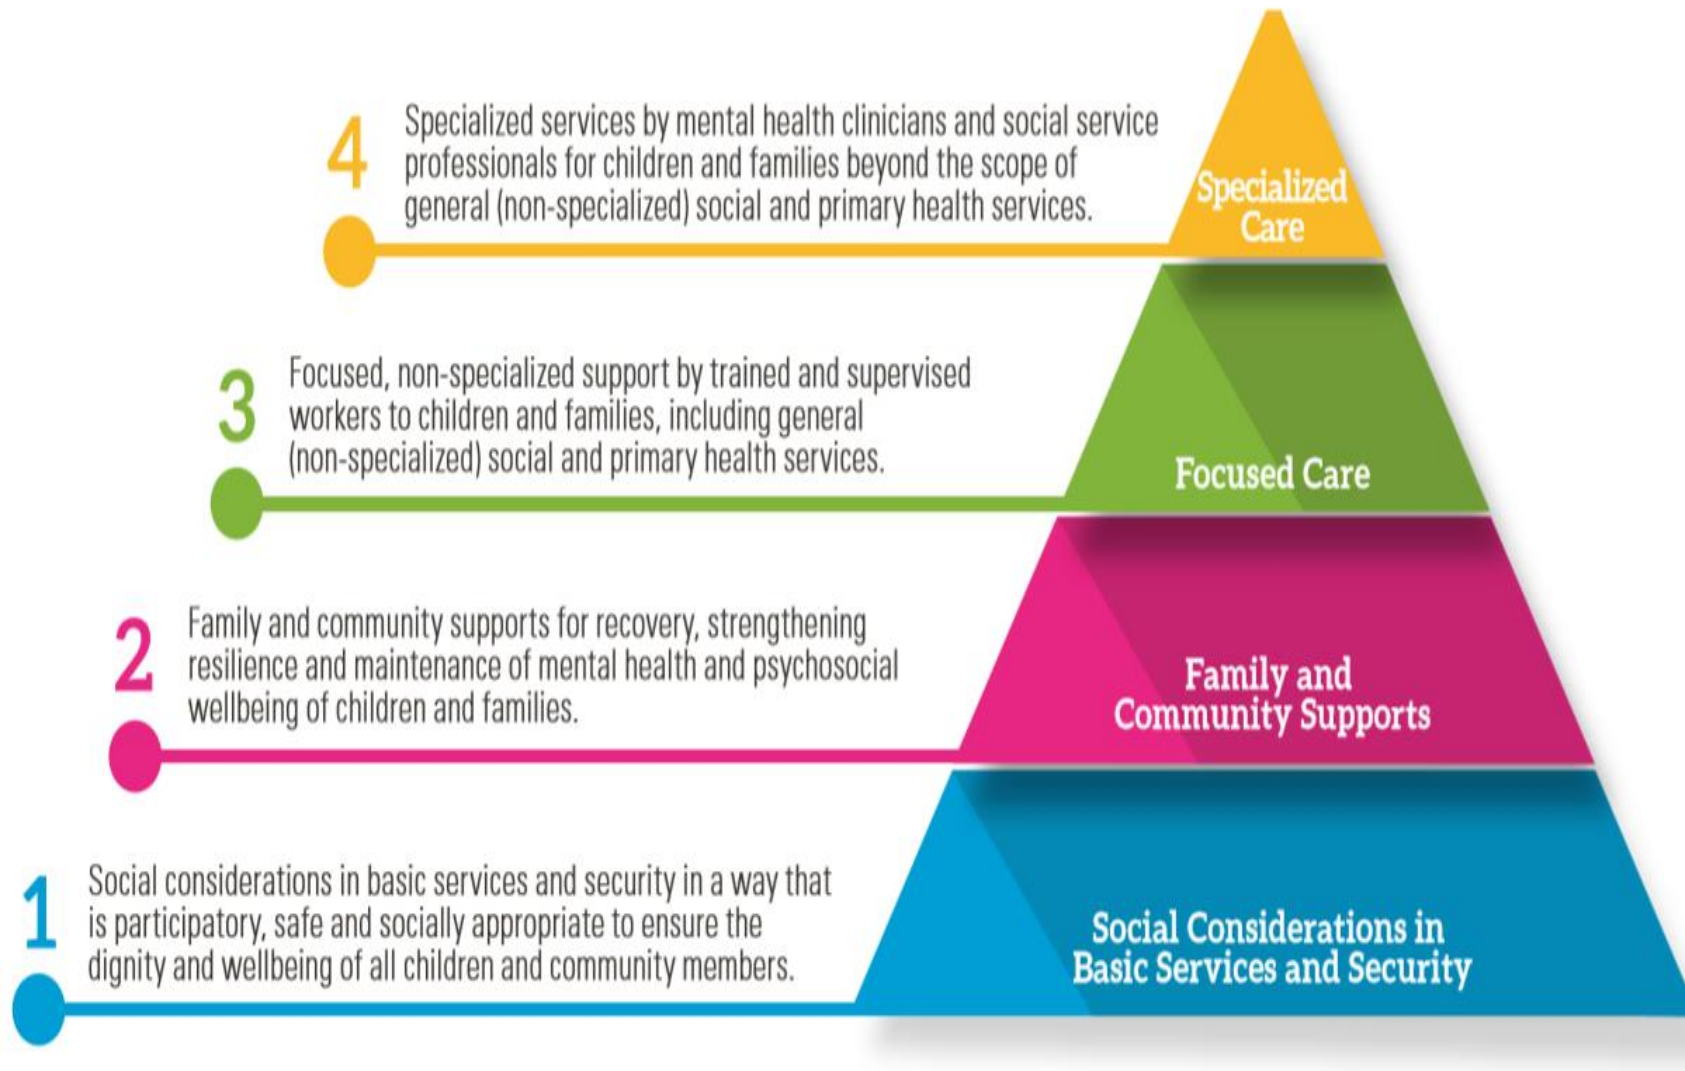 4
Specialized services by mental health clinicians and social service
professionals for children and families beyond the scope of
general (non-specialized) social and primary health services.
Specialized
Care
3
Focused, non-specialized support by trained and supervised
workers to children and families, including general
(non-specialized) social and primary health services.
Focused Care
2
Family and community supports for recovery, strengthening
resilience and maintenance of mental health and psychosocial
wellbeing of children and families.
Family and
Community Supports
1
Social considerations in basic services and security in a way that
is participatory, safe and socially appropriate to ensure the
dignity and wellbeing of all children and community members.
Social Considerations in
Basic Services and Security